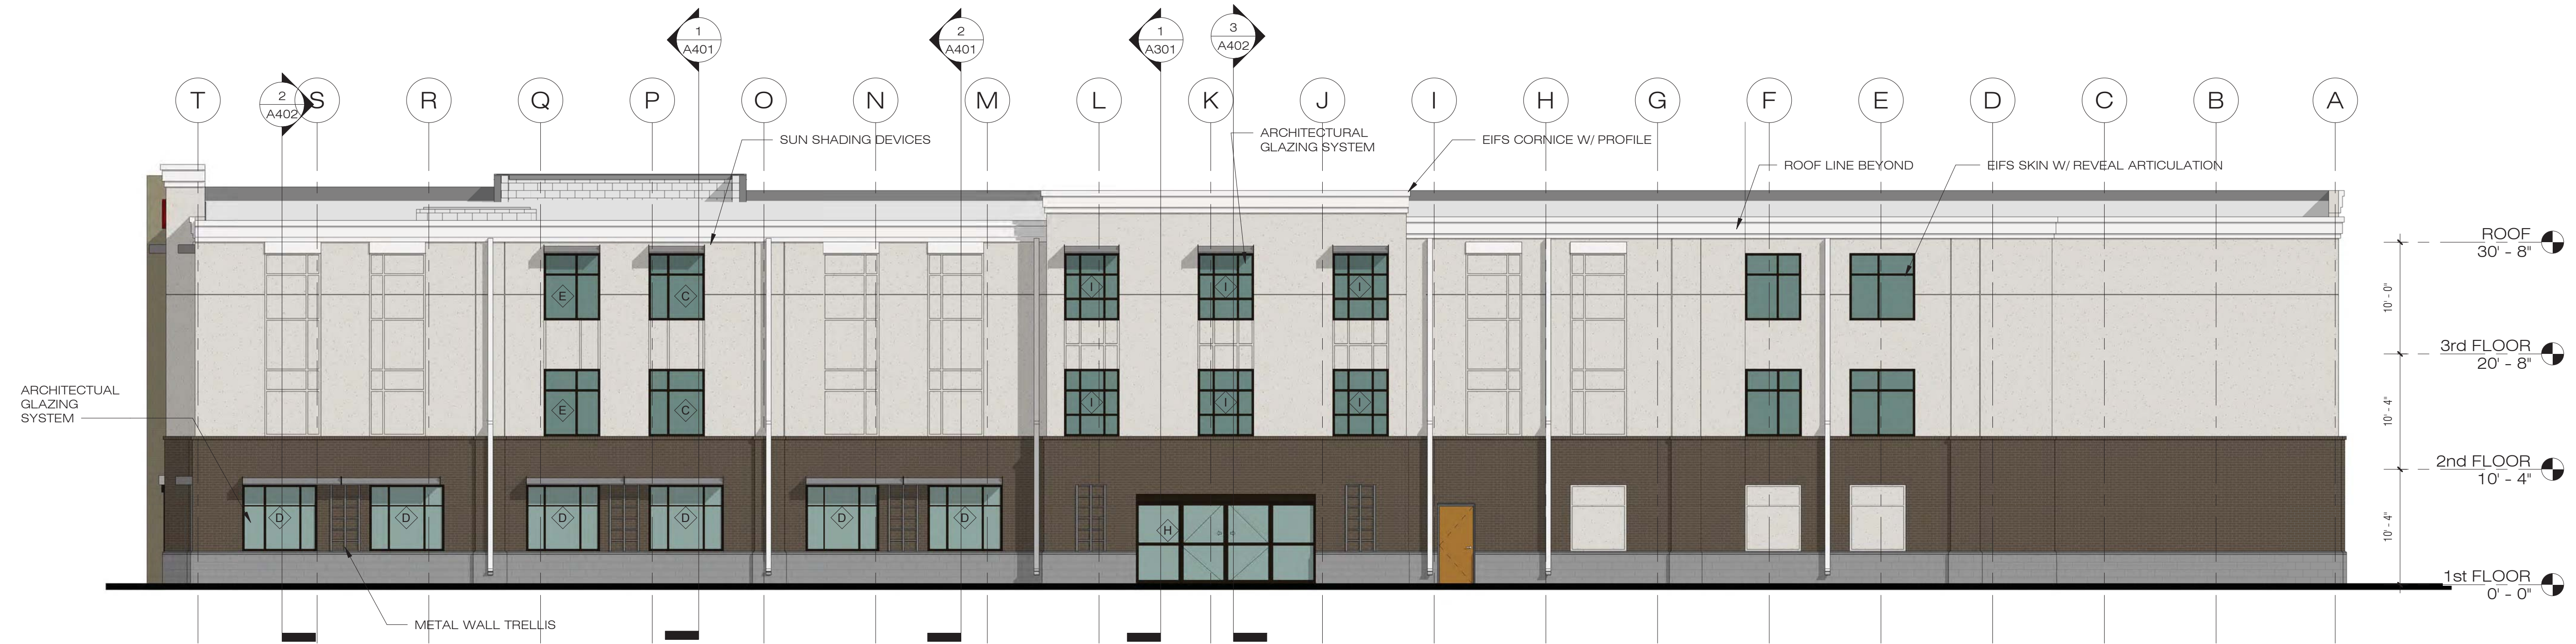 1
A401
2
A401
1
A301
3
A402
T
2
A402
S
R
Q
P
O
N
M
L
K
J
I
H
G
F
E
D
C
B
A
SUN SHADING DEVICES
ARCHITECTURAL
GLAZING SYSTEM
EIFS CORNICE W/ PROFILE
ROOF LINE BEYOND
EIFS SKIN W/ REVEAL ARTICULATION
ROOF
30' - 8"
10' - 0"
E
C
I
I
I
3rd FLOOR
20' - 8"
ARCHITECTUAL
GLAZING
SYSTEM
E
C
I
I
I
10' - 4"
2nd FLOOR
10' - 4"
D
D
D
D
D
D
H
10' - 4"
1st FLOOR
0' - 0"
METAL WALL TRELLIS